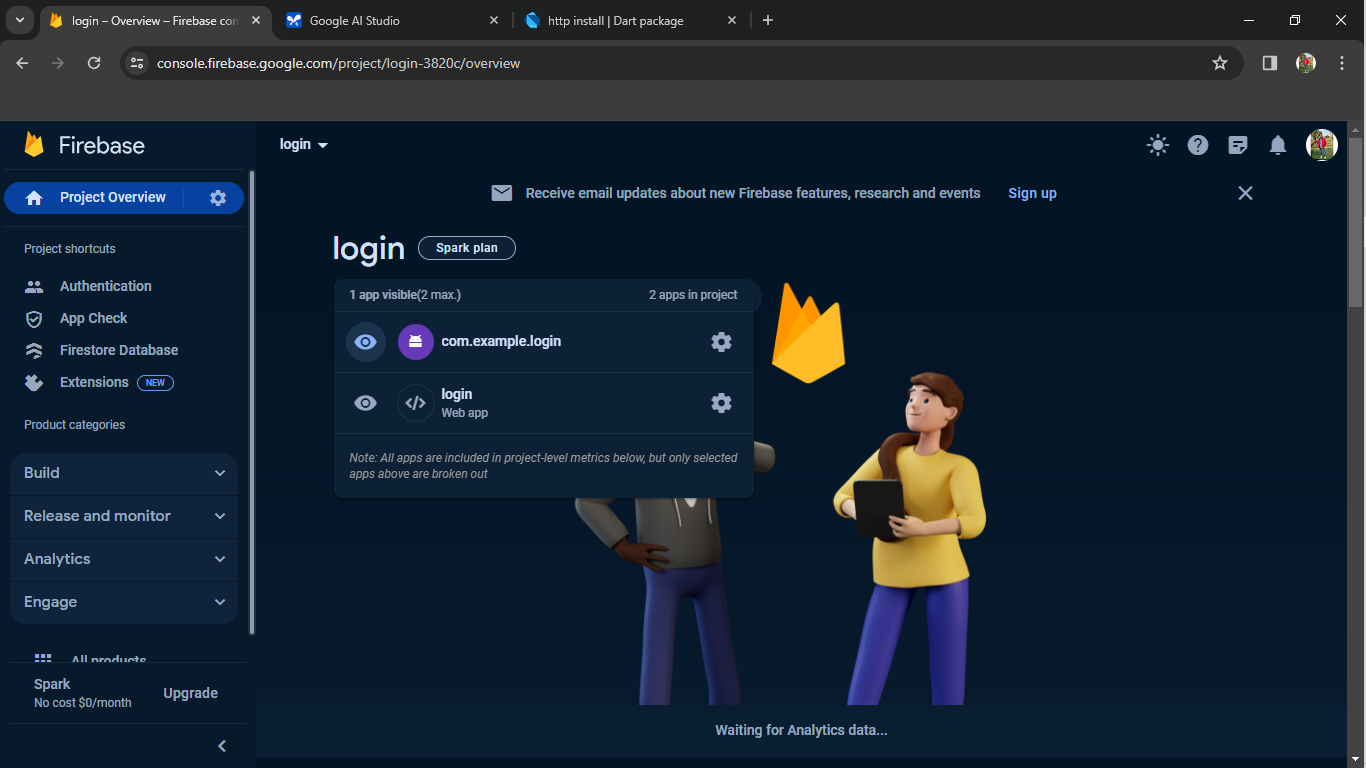 login – Overview – Firebase con
Google AI Studio
http install | Dart package
console.firebase.google.com/project/login-3820c/overview
Firebase
login
Project Overview
Receive email updates about new Firebase features, research and events
Sign up
Project shortcuts
login
Spark plan
Authentication
App Check
Firestore Database
Extensions
NEW
1 app visible(2 max.)
2 apps in project
com.example.login
login
Web app
Note: All apps are included in project-level metrics below, but only selected
apps above are broken out
Product categories
Build
Release and monitor
Analytics
Engage
All products
Spark
No cost $0/month
Upgrade
Waiting for Analytics data...